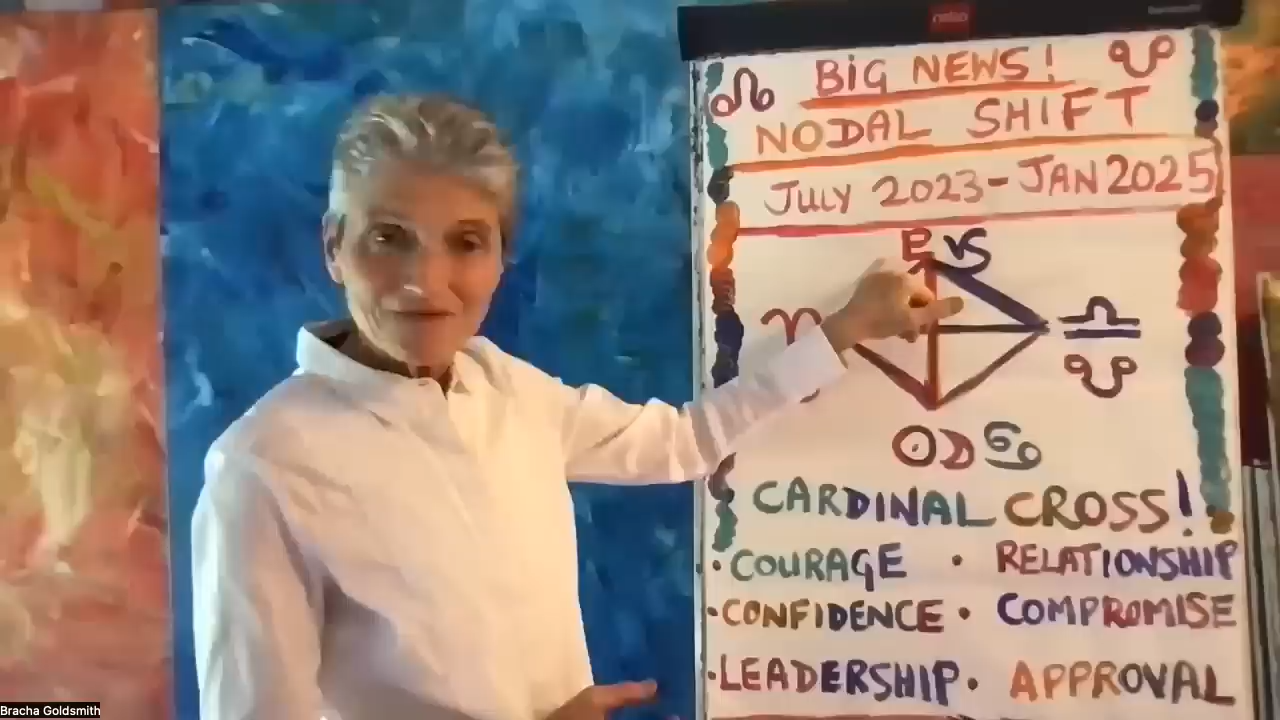 BIG NEWS!
NODAL SHIFT
JULY 2023-JAN 2025
♇ ♑
♈ ♎
☊ ☋
☉☽♋
CARDINAL CROSS!
• COURAGE • RELATIONSHIP
• CONFIDENCE • COMPROMISE
• LEADERSHIP • APPROVAL
Bracha Goldsmith